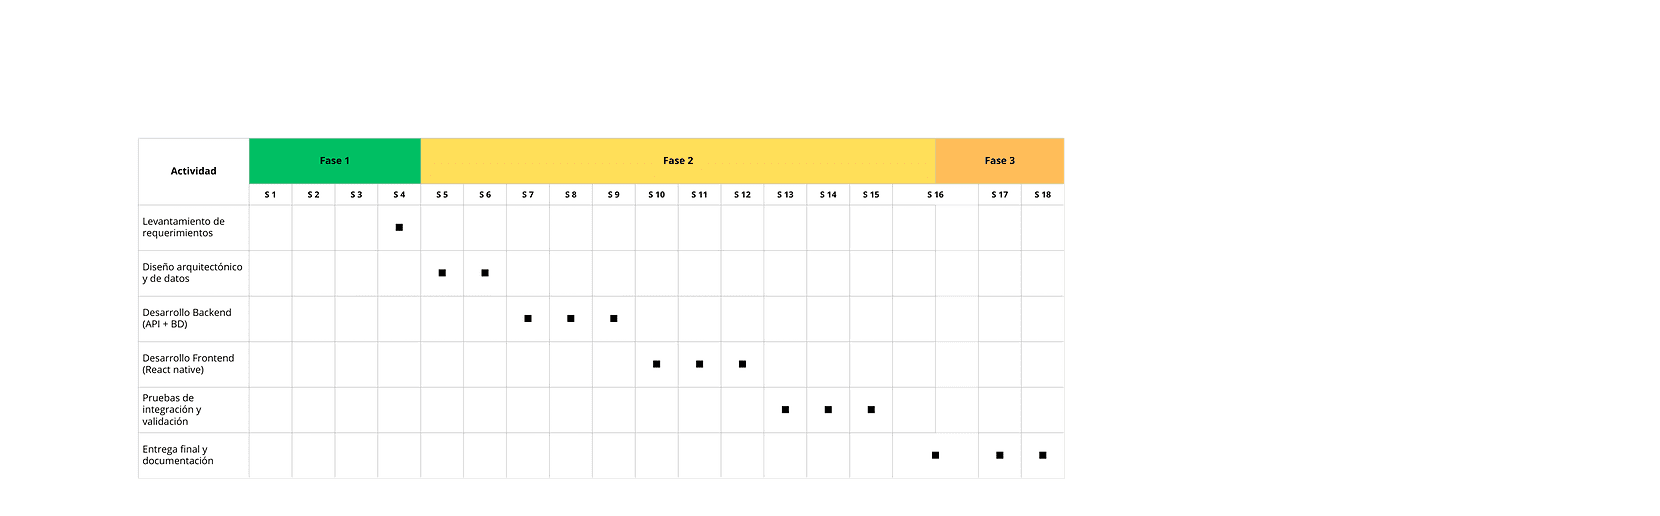 Actividad
Fase 1
Fase 2
Fase 3
S 1
S 2
S 3
S 4
S 5
S 6
S 7
S 8
S 9
S 10
S 11
S 12
S 13
S 14
S 15
S 16
S 17
S 18
Levantamiento de
requerimientos
■
Diseño arquitectónico
y de datos
■ ■
Desarrollo Backend
(API + BD)
■ ■ ■
Desarrollo Frontend
(React native)
■ ■ ■
Pruebas de
integración y
validación
■ ■ ■
Entrega final y
documentación
■ ■ ■